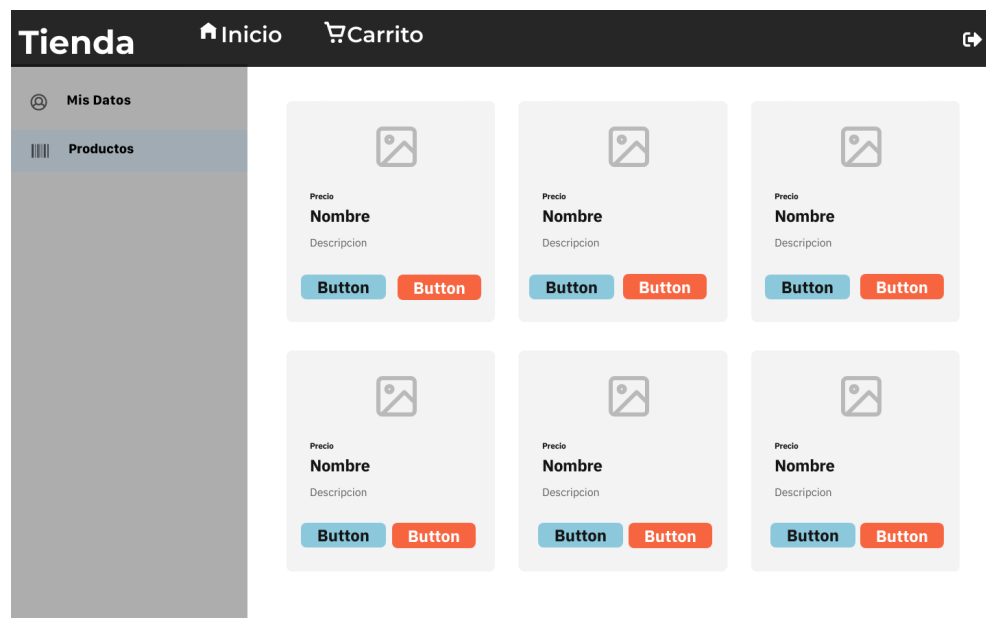 Tienda
Inicio
Carrito
Mis Datos
Productos
Precio
Nombre
Descripcion
Button Button
Precio
Nombre
Descripcion
Button Button
Precio
Nombre
Descripcion
Button Button
Precio
Nombre
Descripcion
Button Button
Precio
Nombre
Descripcion
Button Button
Precio
Nombre
Descripcion
Button Button